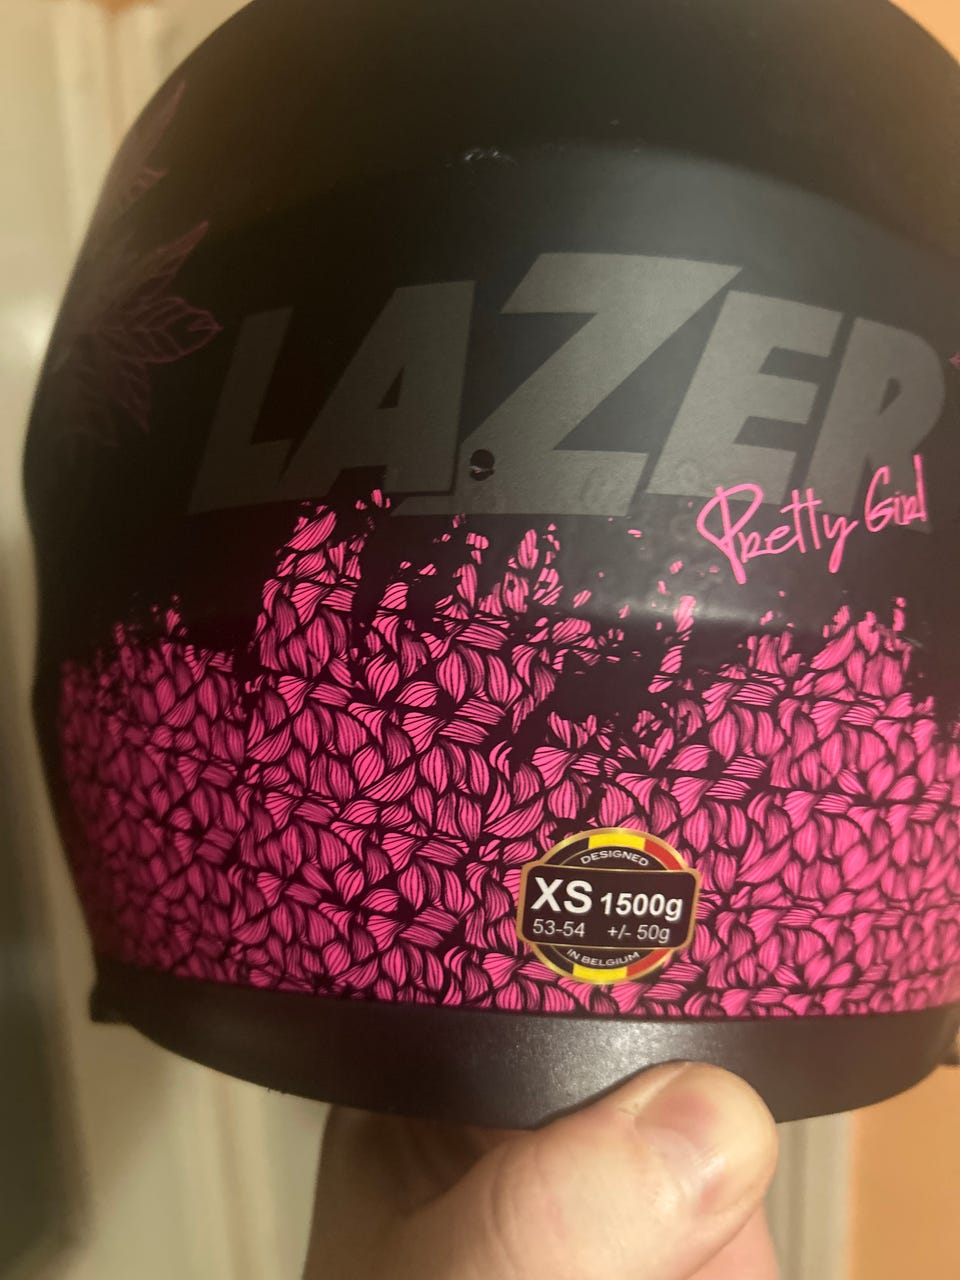 LAZER
Pretty Girl
DESIGNED
XS 1500g
53-54 +/- 50g
IN BELGIUM